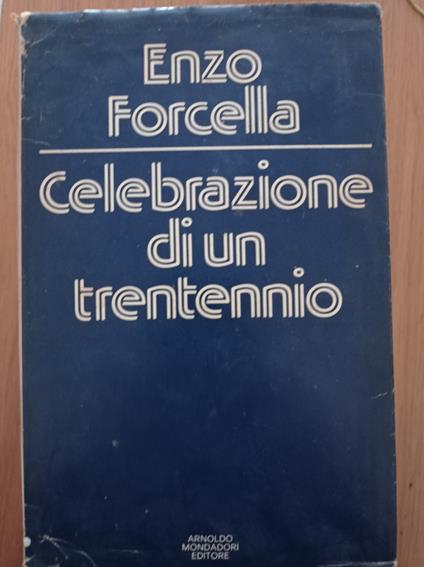 Enzo
Forcella
Celebrazione
di un
trentennio
ARNOLDO
MONDADORI
EDITORE